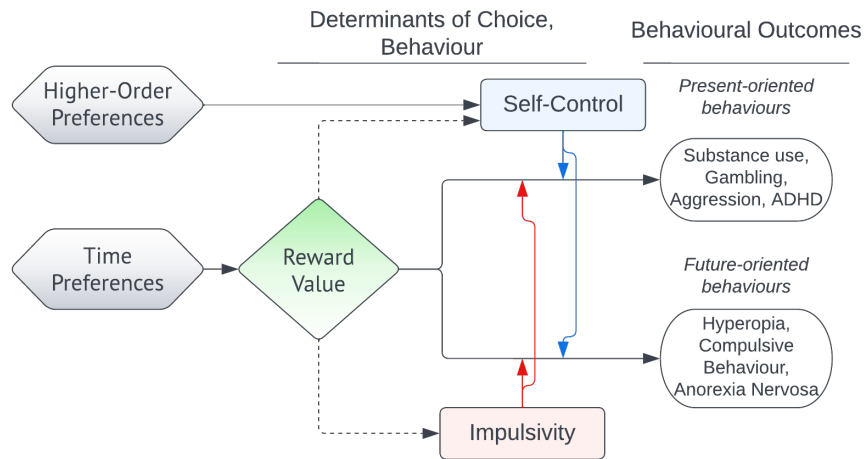 Determinants of Choice,
Behaviour
Behavioural Outcomes
Higher-Order
Preferences
Self-Control
Present-oriented
behaviours
Substance use,
Gambling,
Aggression, ADHD
Time
Preferences
Reward
Value
Future-oriented
behaviours
Hyperopia,
Compulsive
Behaviour,
Anorexia Nervosa
Impulsivity